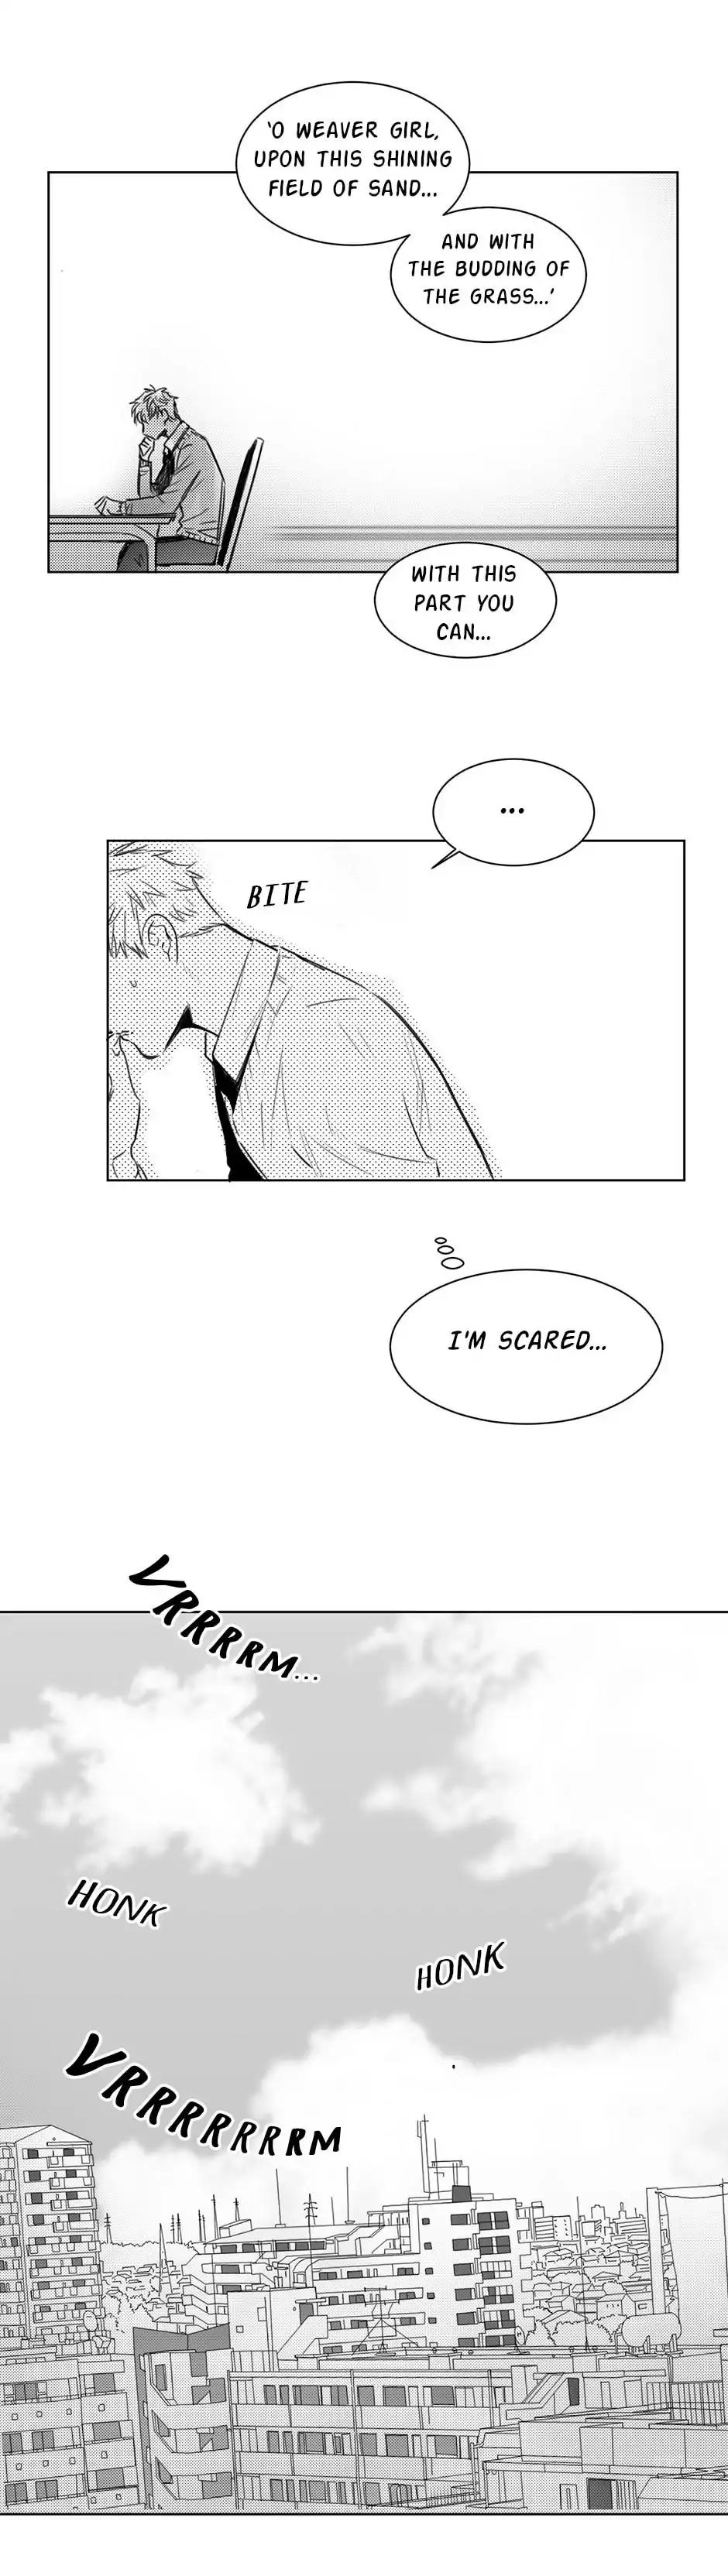 'O WEAVER GIRL,
UPON THIS SHINING
FIELD OF SAND...
AND WITH
THE BUDDING OF
THE GRASS...'
WITH THIS
PART YOU
CAN...
...
BITE
I'M SCARED...
VRRRRRM...
HONK
HONK
VRRRRRRRRM